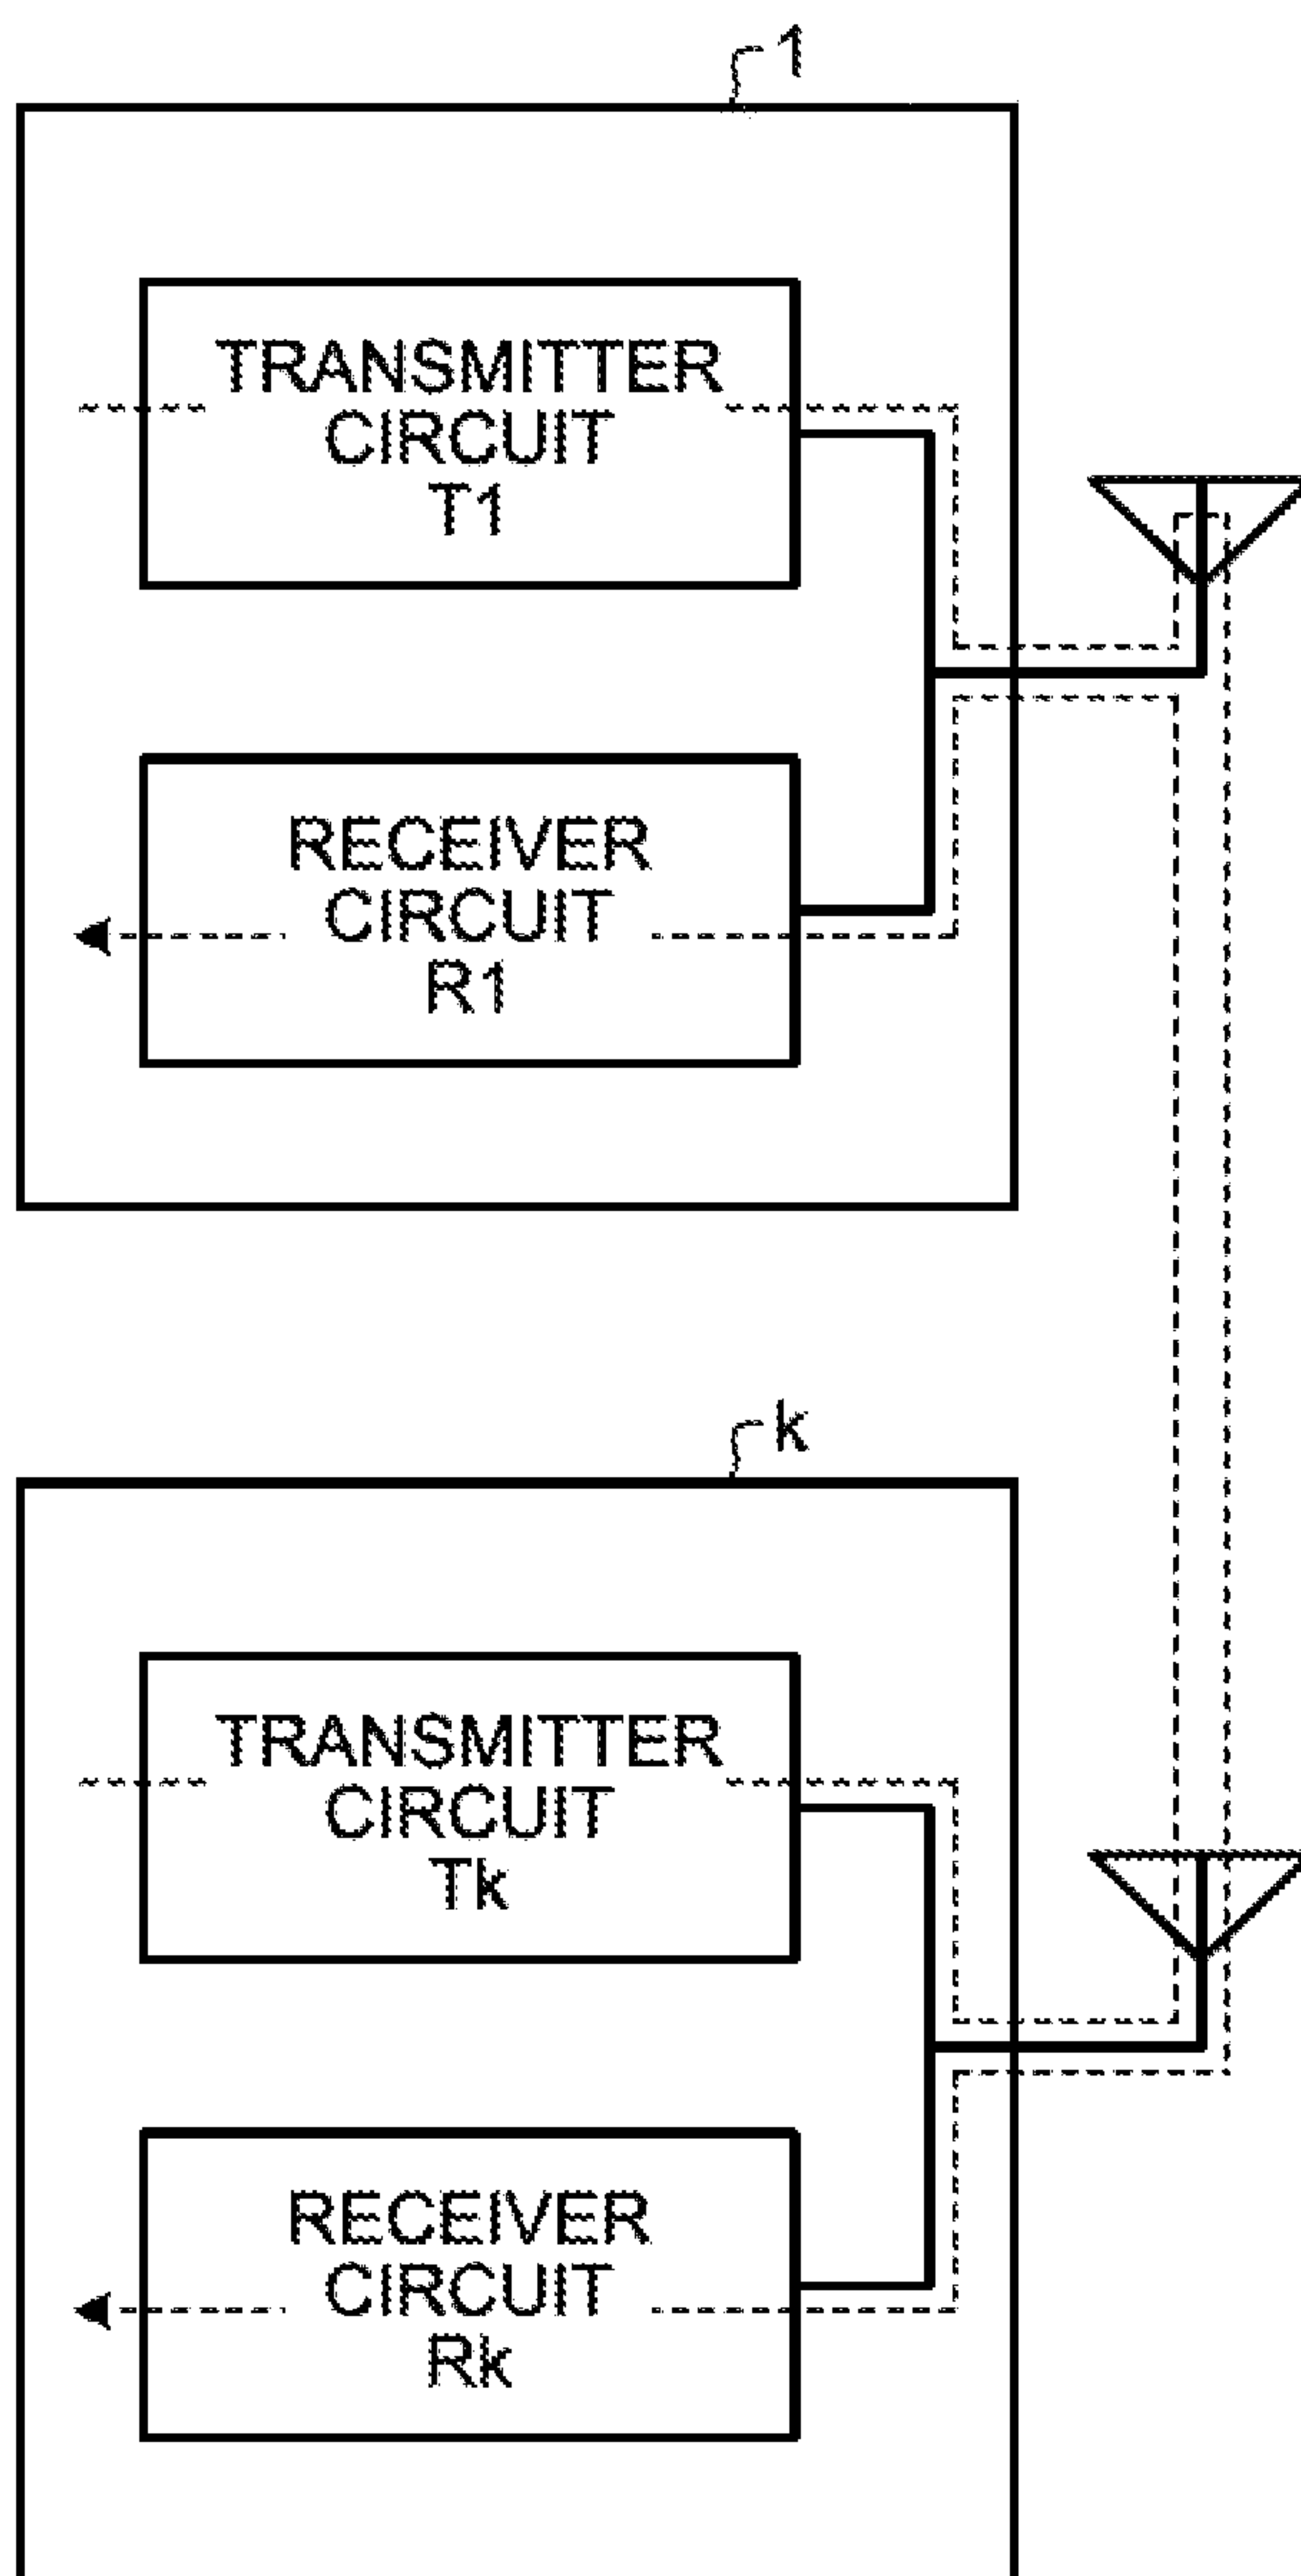 1
TRANSMITTER
CIRCUIT
T1
RECEIVER
CIRCUIT
R1
k
TRANSMITTER
CIRCUIT
Tk
RECEIVER
CIRCUIT
Rk